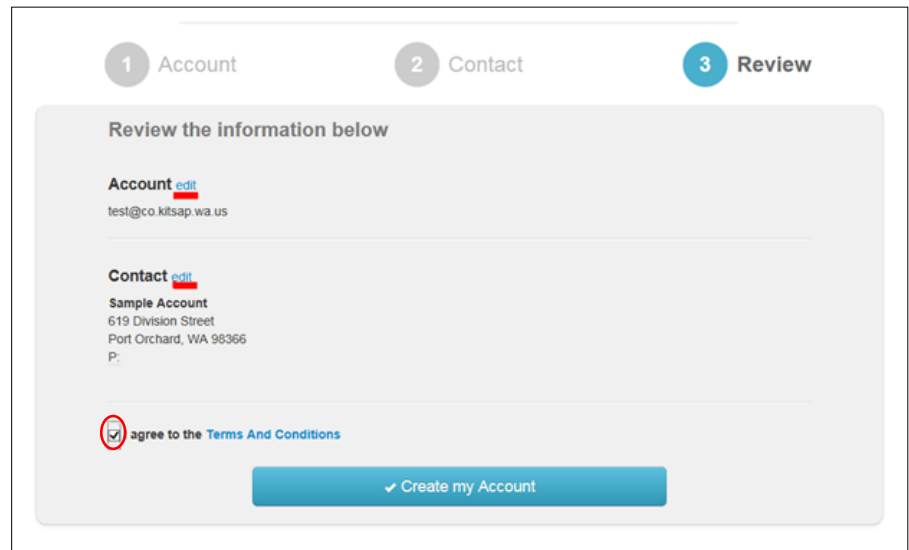 1 Account 2 Contact 3 Review
Review the information below
Account edit
test@co.kitsap.wa.us
Contact edit
Sample Account
619 Division Street
Port Orchard, WA 98366
P:
agree to the Terms And Conditions
Create my Account